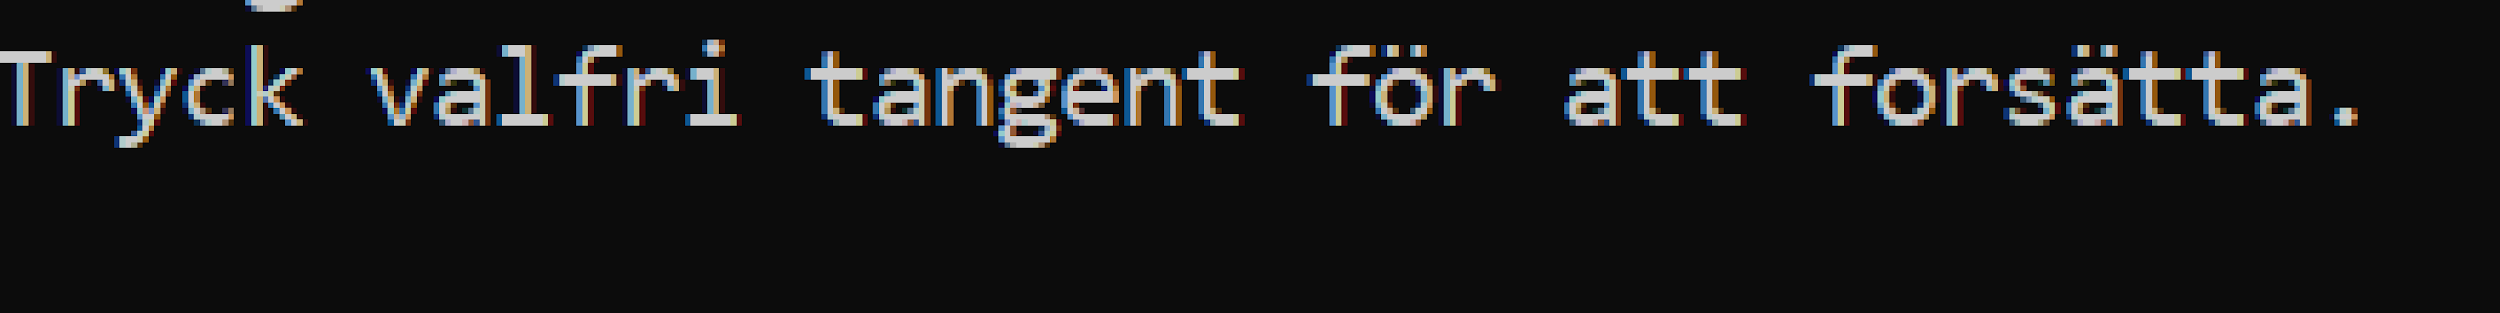 Tryck valfri tangent för att forsätta.